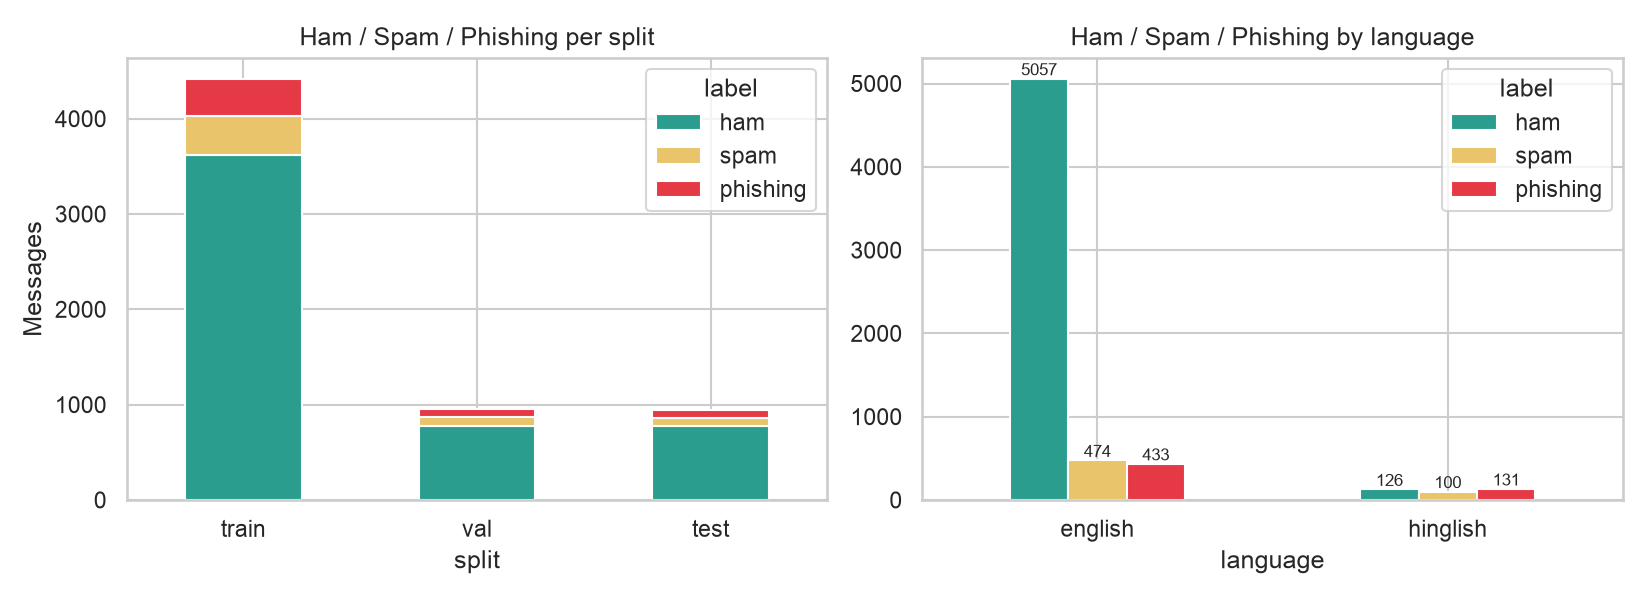 Ham / Spam / Phishing per split
Messages
4000
3000
2000
1000
0
train val test
split
label
ham
spam
phishing
Ham / Spam / Phishing by language
5000
4000
3000
2000
1000
0
5057
474
433
126
100
131
english hinglish
language
label
ham
spam
phishing